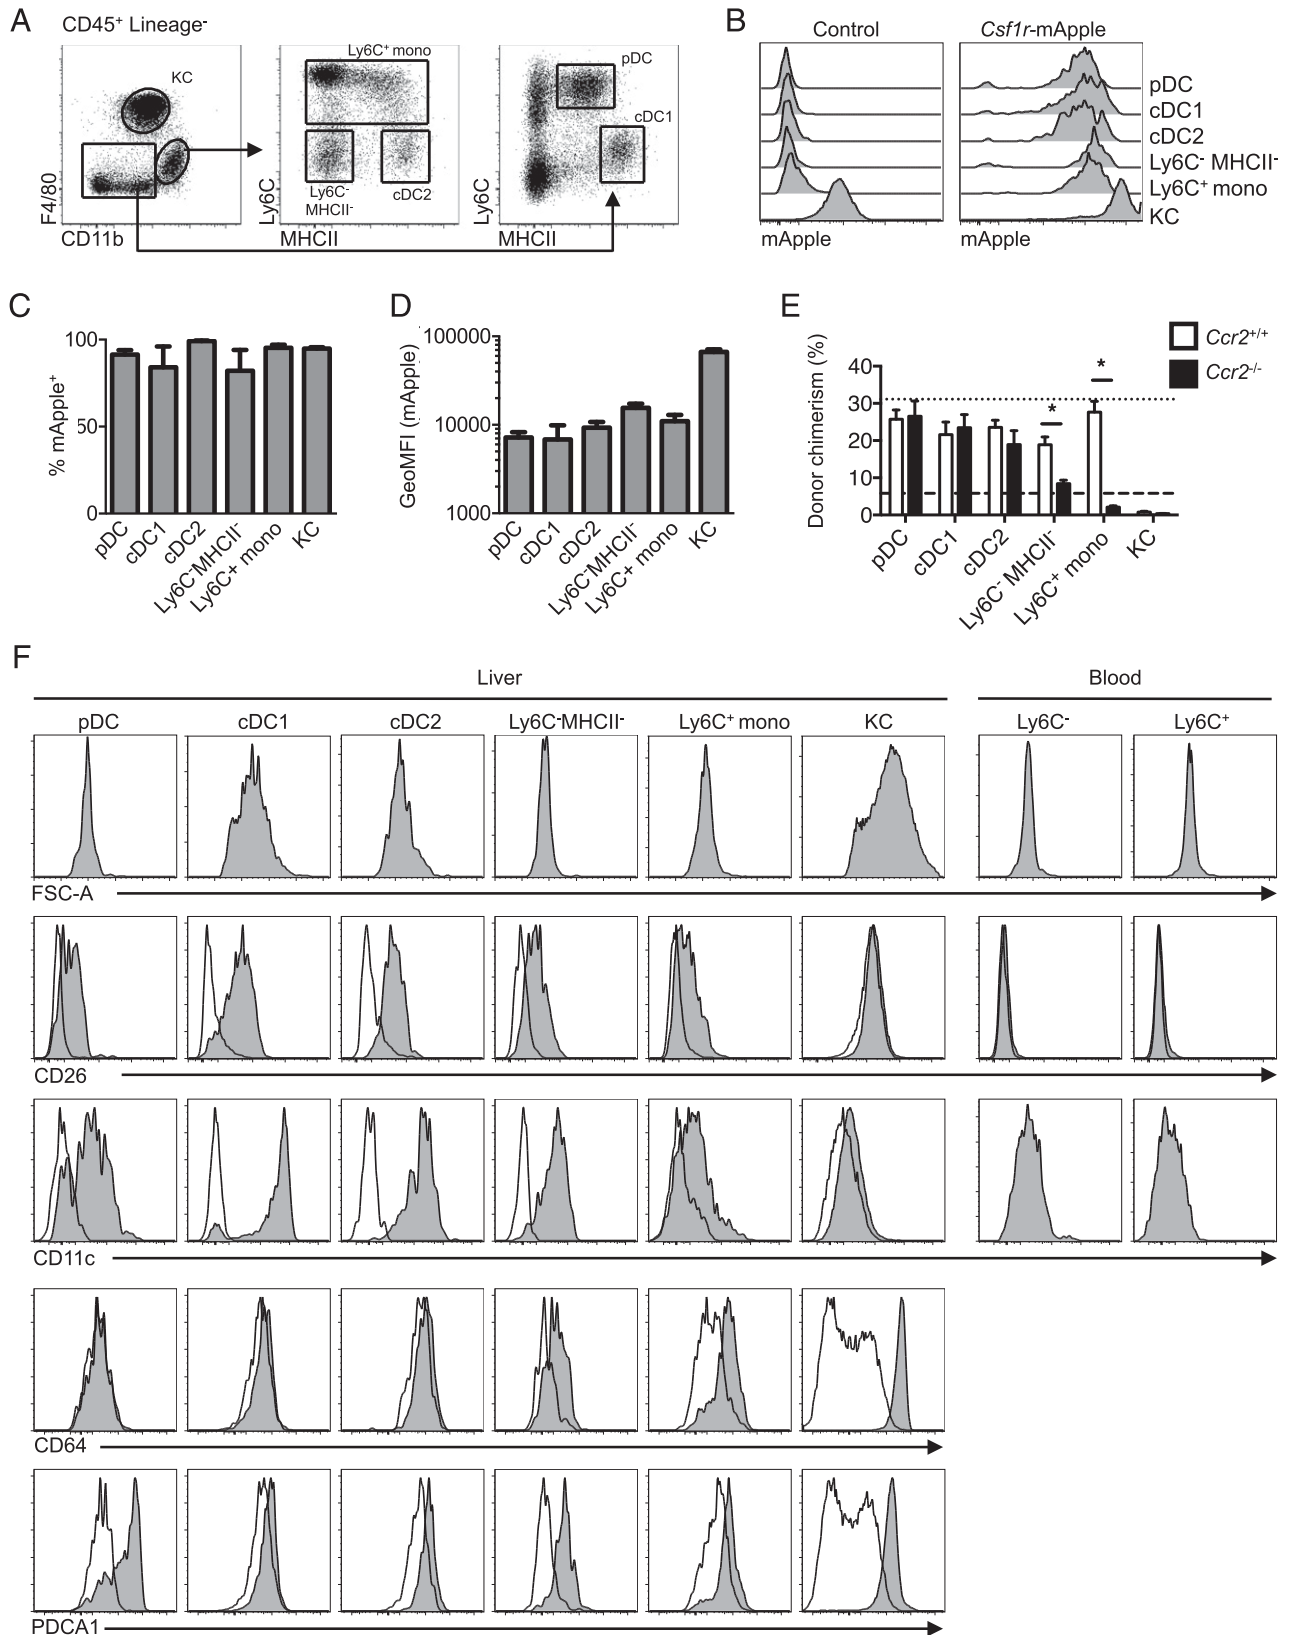 A
CD45⁺ Lineage⁻
KC
F4/80
CD11b
Ly6C⁺ mono
Ly6C⁻
MHCII⁻
cDC2
Ly6C
MHCII
pDC
cDC1
Ly6C
MHCII
B
Control
Csf1r-mApple
pDC
cDC1
cDC2
Ly6C⁻ MHCII⁻
Ly6C⁺ mono
KC
mApple
mApple
C
% mApple⁺
100
50
0
pDC
cDC1
cDC2
Ly6C⁻MHCII⁻
Ly6C+ mono
KC
D
GeoMFI (mApple)
100000
10000
1000
pDC
cDC1
cDC2
Ly6C⁻MHCII⁻
Ly6C+ mono
KC
E
Donor chimerism (%)
40
30
20
10
0
*
*
Ccr2⁺/⁺
Ccr2⁻/⁻
pDC
cDC1
cDC2
Ly6C⁻ MHCII⁻
Ly6C⁺ mono
KC
F
Liver
Blood
pDC
cDC1
cDC2
Ly6C⁻MHCII⁻
Ly6C⁺ mono
KC
Ly6C⁻
Ly6C⁺
FSC-A
CD26
CD11c
CD64
PDCA1